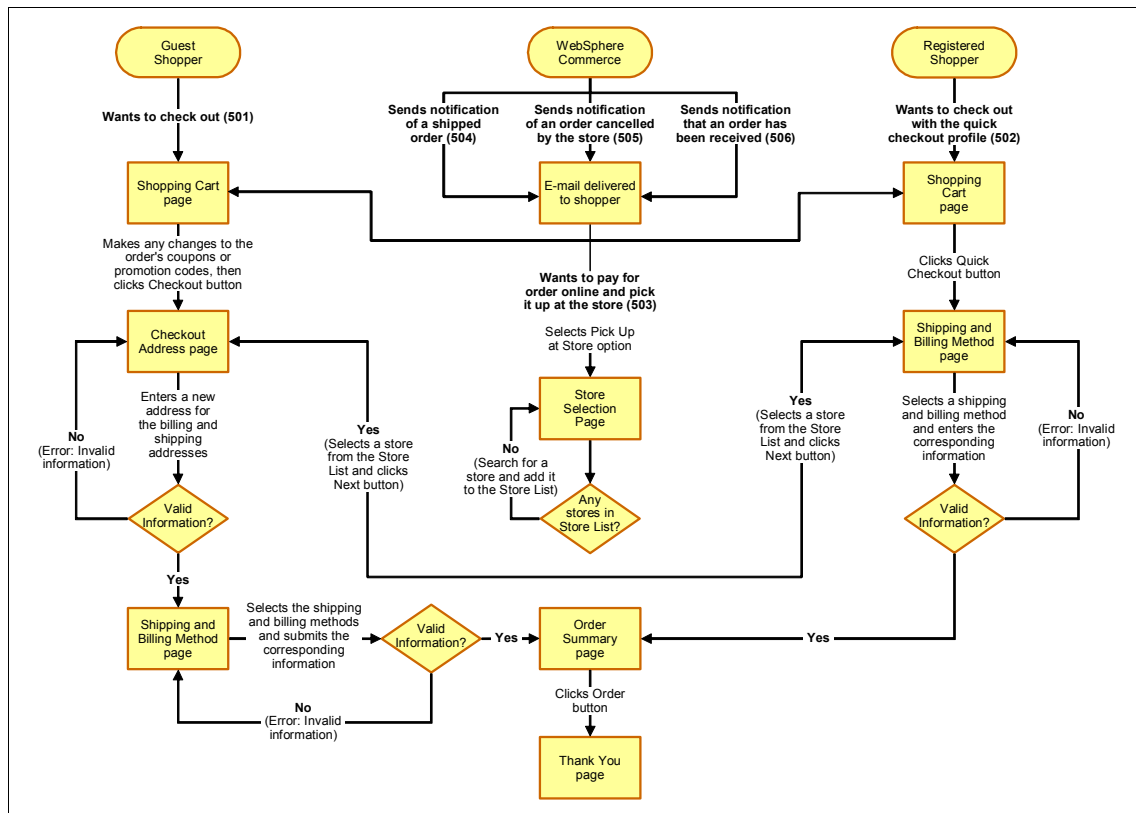 Guest
Shopper
WebSphere
Commerce
Registered
Shopper
Wants to check out (501)
Sends notification
of a shipped
order (504)
Sends notification
of an order cancelled
by the store (505)
Sends notification
that an order has
been received (506)
Wants to check out
with the quick
checkout profile (502)
Shopping Cart
page
E-mail delivered
to shopper
Shopping
Cart
page
Makes any changes to the
order's coupons or
promotion codes, then
clicks Checkout button
Wants to pay for
order online and pick
it up at the store (503)
Clicks Quick
Checkout button
Selects Pick Up
at Store option
Checkout
Address page
Shipping and
Billing Method
page
Enters a new
address for
the billing and
shipping
addresses
No
(Error: Invalid
information)
Yes
(Selects a store
from the Store
List and clicks
Next button)
Store
Selection
Page
No
(Search for a
store and add it
to the Store List)
Yes
(Selects a store
from the Store
List and clicks
Next button)
Selects a shipping
and billing method
and enters the
corresponding
information
No
(Error: Invalid
information)
Valid
Information?
Any
stores in
Store List?
Valid
Information?
Yes
Shipping and
Billing Method
page
Selects the shipping
and billing methods
and submits the
corresponding
information
Valid
Information?
Yes
Order
Summary
page
Yes
No
(Error: Invalid
information)
Clicks Order
button
Thank You
page